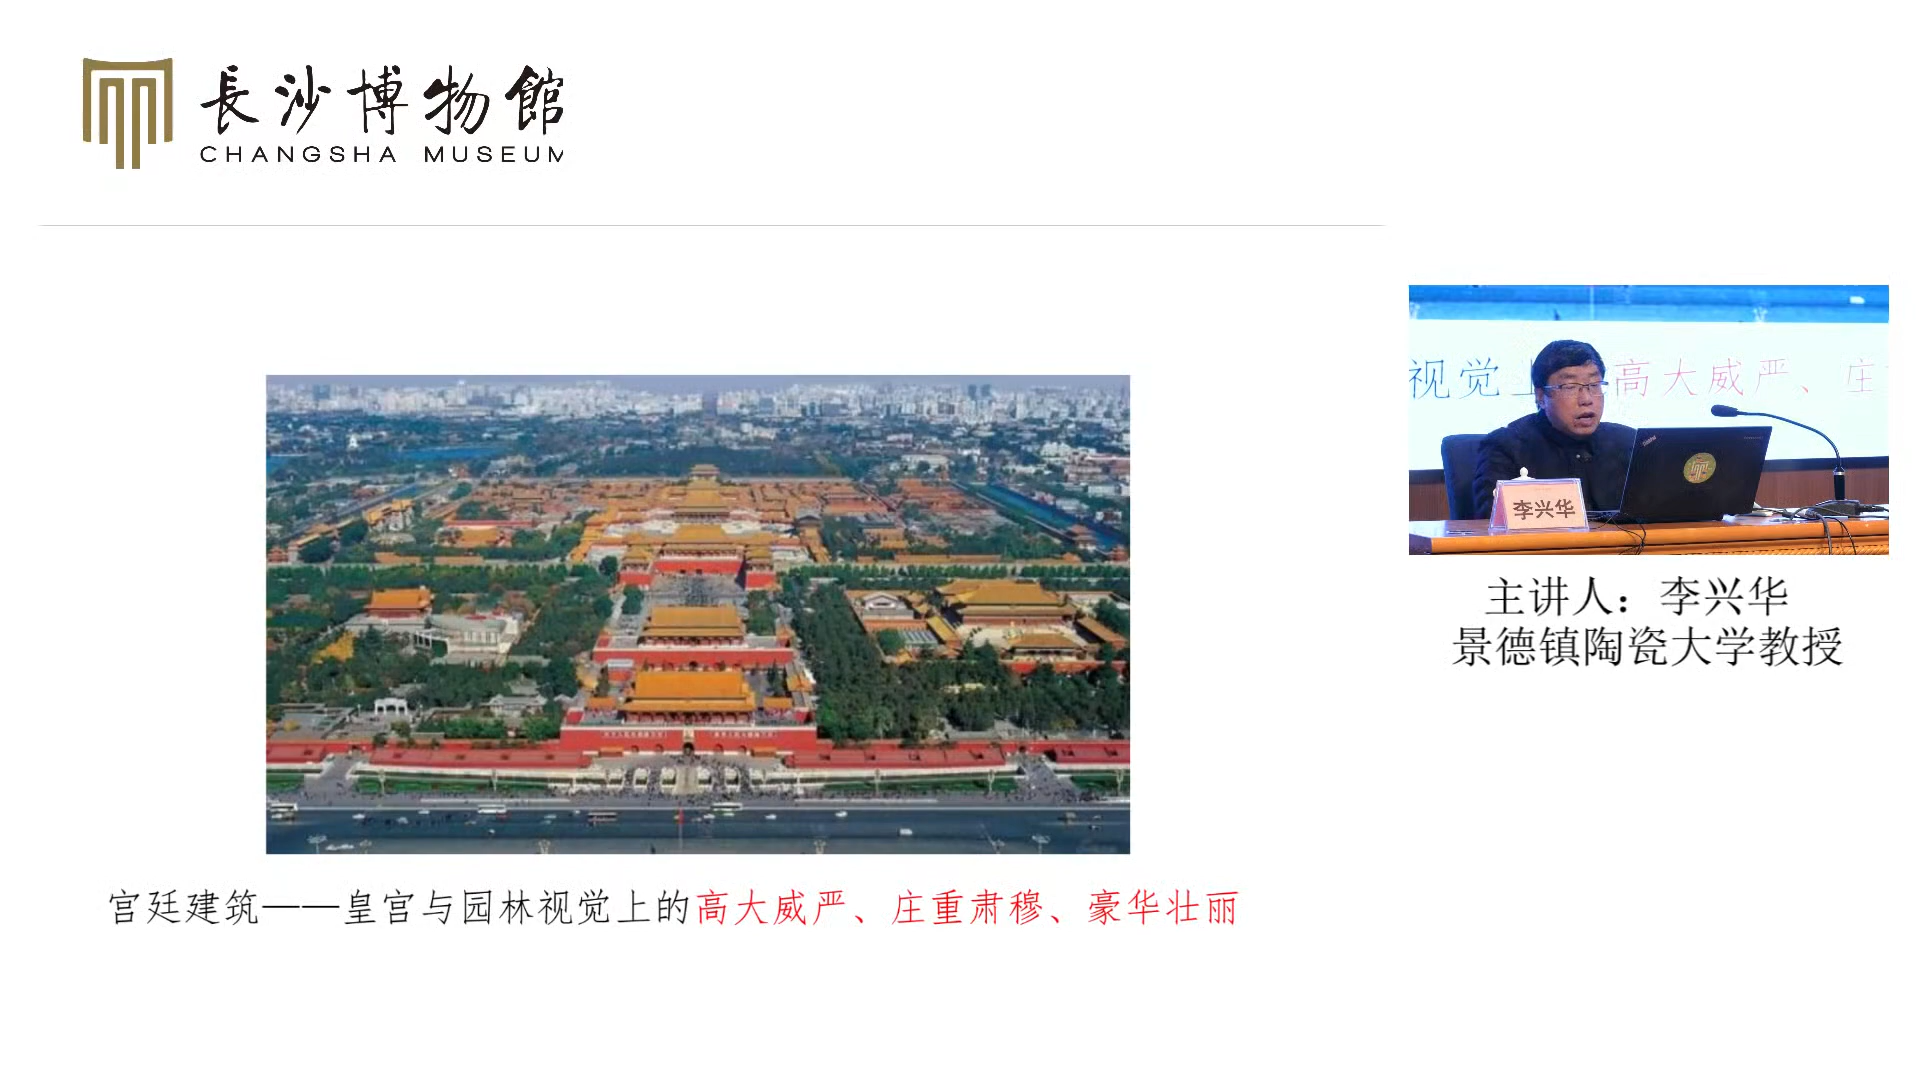 長沙博物館
CHANGSHA MUSEUM
视觉上 高大威严、庄
李兴华
主讲人：李兴华
景德镇陶瓷大学教授
宫廷建筑——皇宫与园林视觉上的高大威严、庄重肃穆、豪华壮丽